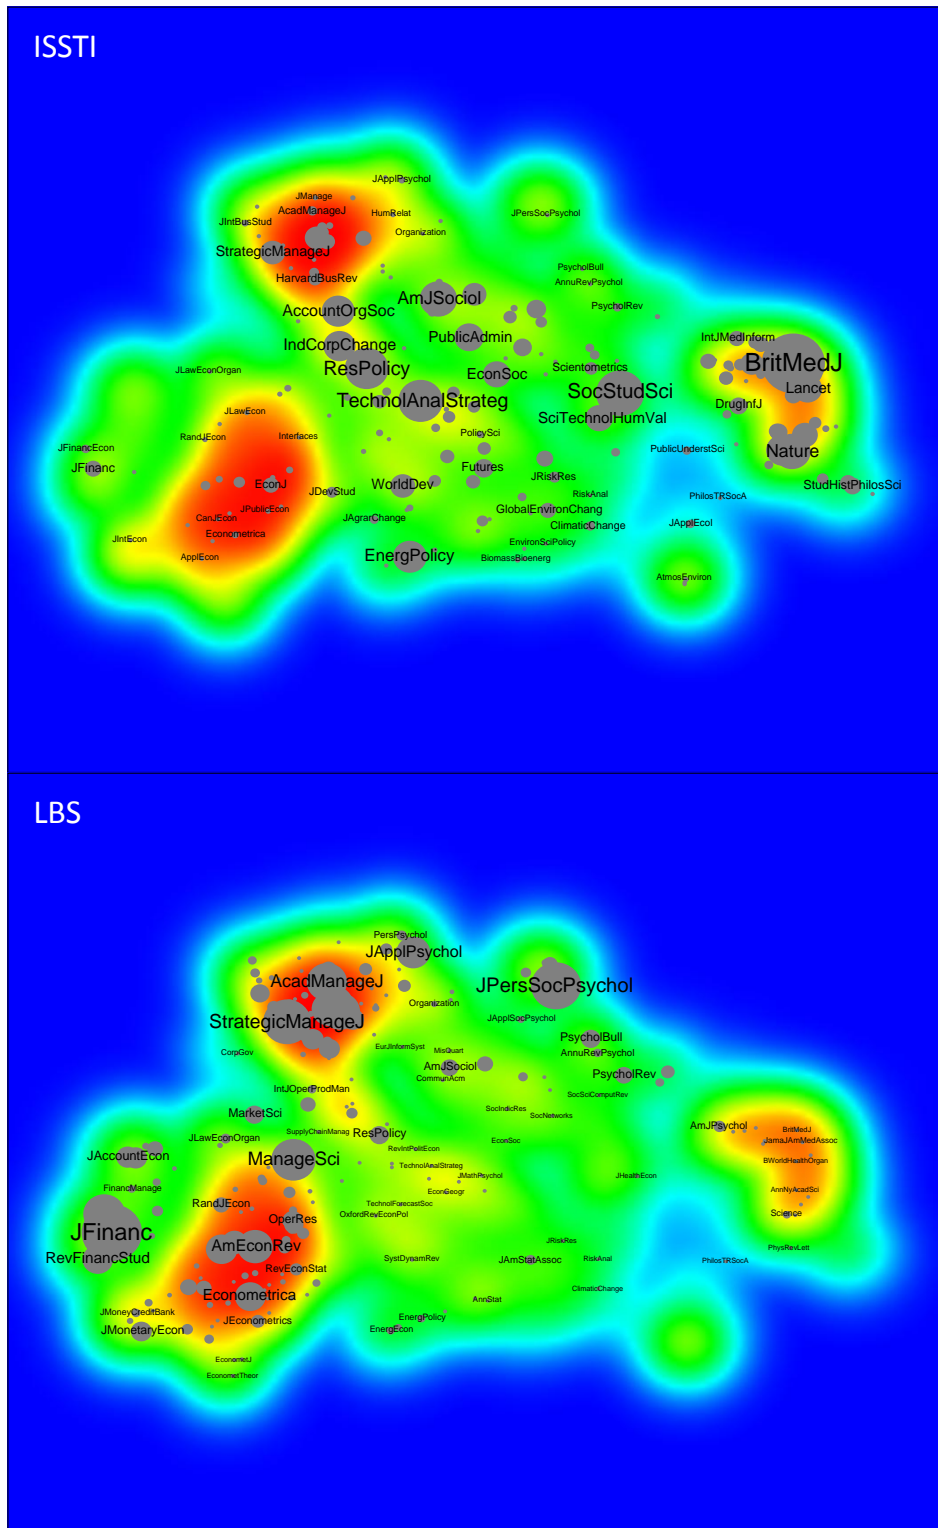 ISSTI
JApplPsychol
JManage
AcadManageJ
HumRelat
JPersSocPsychol
JIntBusStud
Organization
StrategicManageJ
PsycholBull
HarvardBusRev
AnnuRevPsychol
AmJSociol
PsycholRev
AccountOrgSoc
PublicAdmin
IntJMedInform
IndCorpChange
BritMedJ
ResPolicy
Scientometrics
JLawEconOrgan
EconSoc
Lancet
SocStudSci
TechnolAnalStrateg
DrugInfJ
JLawEcon
SciTechnolHumVal
RandJEcon
Interfaces
PolicySci
JFinancEcon
PublicUnderstSci
Nature
JFinanc
Futures
JRiskRes
EconJ
WorldDev
StudHistPhilosSci
JDevStud
RiskAnal
PhilosTRSocA
JPublicEcon
GlobalEnvironChang
CanJEcon
JAgrarChange
ClimaticChange
JApplEcol
Econometrica
JIntEcon
EnvironSciPolicy
ApplEcon
EnergPolicy
BiomassBioenerg
AtmosEnviron
LBS
PersPsychol
JApplPsychol
AcadManageJ
JPersSocPsychol
Organization
StrategicManageJ
JApplSocPsychol
PsycholBull
EurJInformSyst
MisQuart
CorpGov
AnnuRevPsychol
AmJSociol
PsycholRev
CommunAcm
IntJOperProdMan
SocSciComputRev
MarketSci
SocIndicRes
SocNetworks
AmJPsychol
BritMedJ
SupplyChainManag
ResPolicy
JLawEconOrgan
EconSoc
JamaJAmMedAssoc
RevIntPolitEcon
JAccountEcon
ManageSci
BWorldHealthOrgan
TechnolAnalStrateg
JMathPsychol
JHealthEcon
FinancManage
EconGeogr
AnnNyAcadSci
RandJEcon
TechnolForecastSoc
OxfordRevEconPol
Science
OperRes
JFinanc
JRiskRes
AmEconRev
PhysRevLett
RevFinancStud
SystDynamRev
JAmStatAssoc
RiskAnal
PhilosTRSocA
RevEconStat
ClimaticChange
Econometrica
AnnStat
JMoneyCreditBank
JEconometrics
EnergPolicy
JMonetaryEcon
EnergEcon
EconometJ
EconometTheor